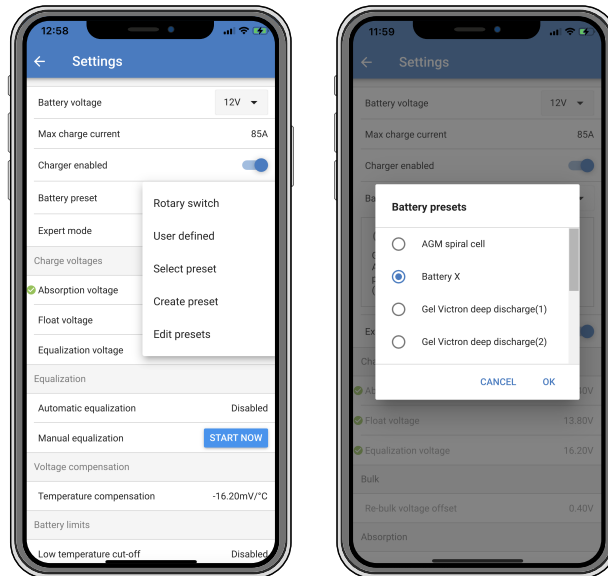 12:58
Settings
Battery voltage 12V
Max charge current 85A
Charger enabled
Battery preset
Rotary switch
Expert mode
User defined
Charge voltages
Select preset
Absorption voltage
Create preset
Float voltage
Edit presets
Equalization voltage
Equalization
Automatic equalization Disabled
Manual equalization START NOW
Voltage compensation
Temperature compensation -16.20mV/°C
Battery limits
Low temperature cut-off Disabled
11:59
Settings
Battery voltage 12V
Max charge current 85A
Charger enabled
Ba
Battery presets
AGM spiral cell
Battery X
Gel Victron deep discharge(1)
Gel Victron deep discharge(2)
Ex
CANCEL OK
Float voltage 13.80V
Equalization voltage 16.20V
Bulk
Re-bulk voltage offset 0.40V
Absorption